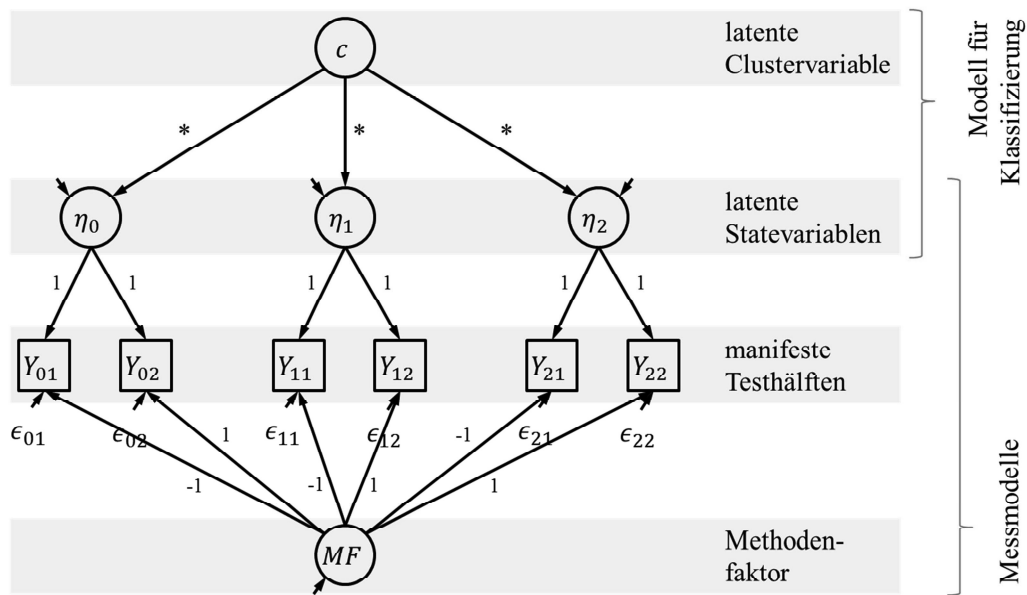 c
latente
Clustervariable
Modell für
Klassifizierung
* * *
η0 η1 η2
latente
Statevariablen
1 1 1 1 1 1
Y01 Y02 Y11 Y12 Y21 Y22
manifeste
Testhälften
ϵ01 ϵ02 ϵ11 ϵ12 ϵ21 ϵ22
-1 1 -1 1 -1 1
MF
Methoden-
faktor
Messmodelle